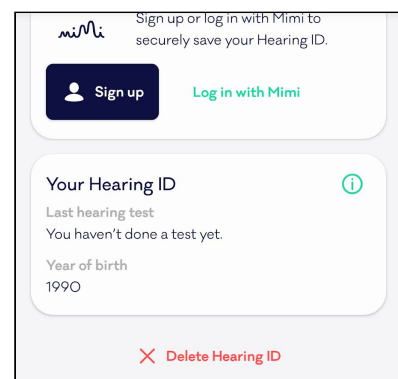 mimi
Sign up or log in with Mimi to
securely save your Hearing ID.
Sign up
Log in with Mimi
Your Hearing ID
i
Last hearing test
You haven't done a test yet.
Year of birth
1990
Delete Hearing ID